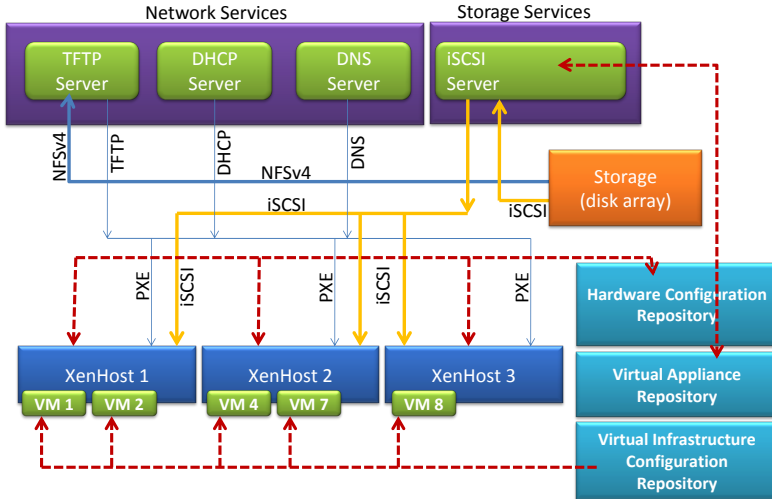 Network Services
Storage Services
TFTP
Server
DHCP
Server
DNS
Server
iSCSI
Server
NFSv4
TFTP
DHCP
DNS
NFSv4
iSCSI
Storage
(disk array)
iSCSI
PXE
iSCSI
PXE
iSCSI
PXE
Hardware Configuration
Repository
XenHost 1
XenHost 2
XenHost 3
Virtual Appliance
Repository
VM 1
VM 2
VM 4
VM 7
VM 8
Virtual Infrastructure
Configuration
Repository